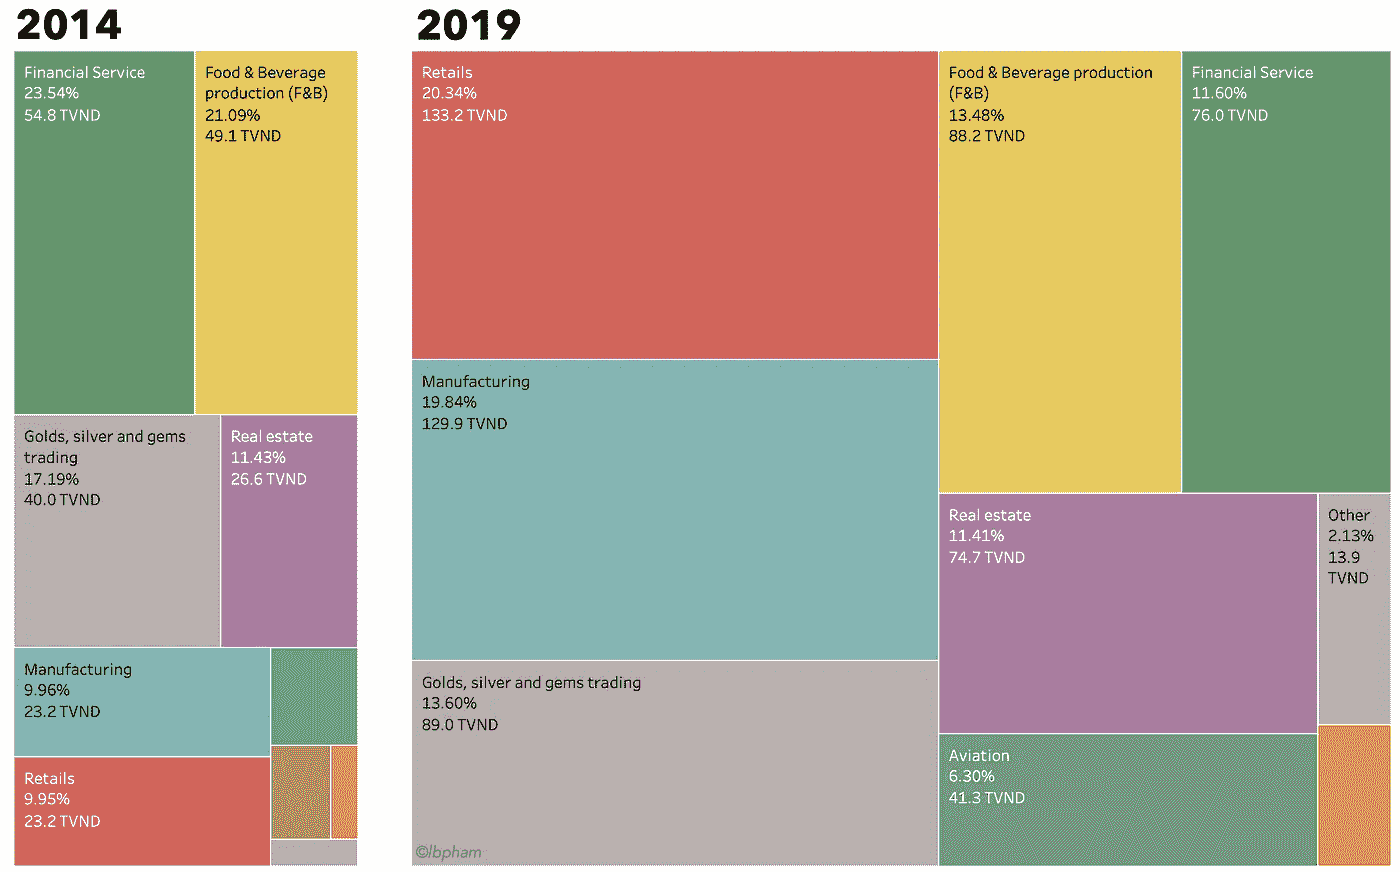 2014
Financial Service
23.54%
54.8 TVND
Food & Beverage
production (F&B)
21.09%
49.1 TVND
Golds, silver and gems
trading
17.19%
40.0 TVND
Real estate
11.43%
26.6 TVND
Manufacturing
9.96%
23.2 TVND
Retails
9.95%
23.2 TVND
2019
Retails
20.34%
133.2 TVND
Manufacturing
19.84%
129.9 TVND
Golds, silver and gems trading
13.60%
89.0 TVND
©lbpham
Food & Beverage production
(F&B)
13.48%
88.2 TVND
Financial Service
11.60%
76.0 TVND
Real estate
11.41%
74.7 TVND
Other
2.13%
13.9
TVND
Aviation
6.30%
41.3 TVND